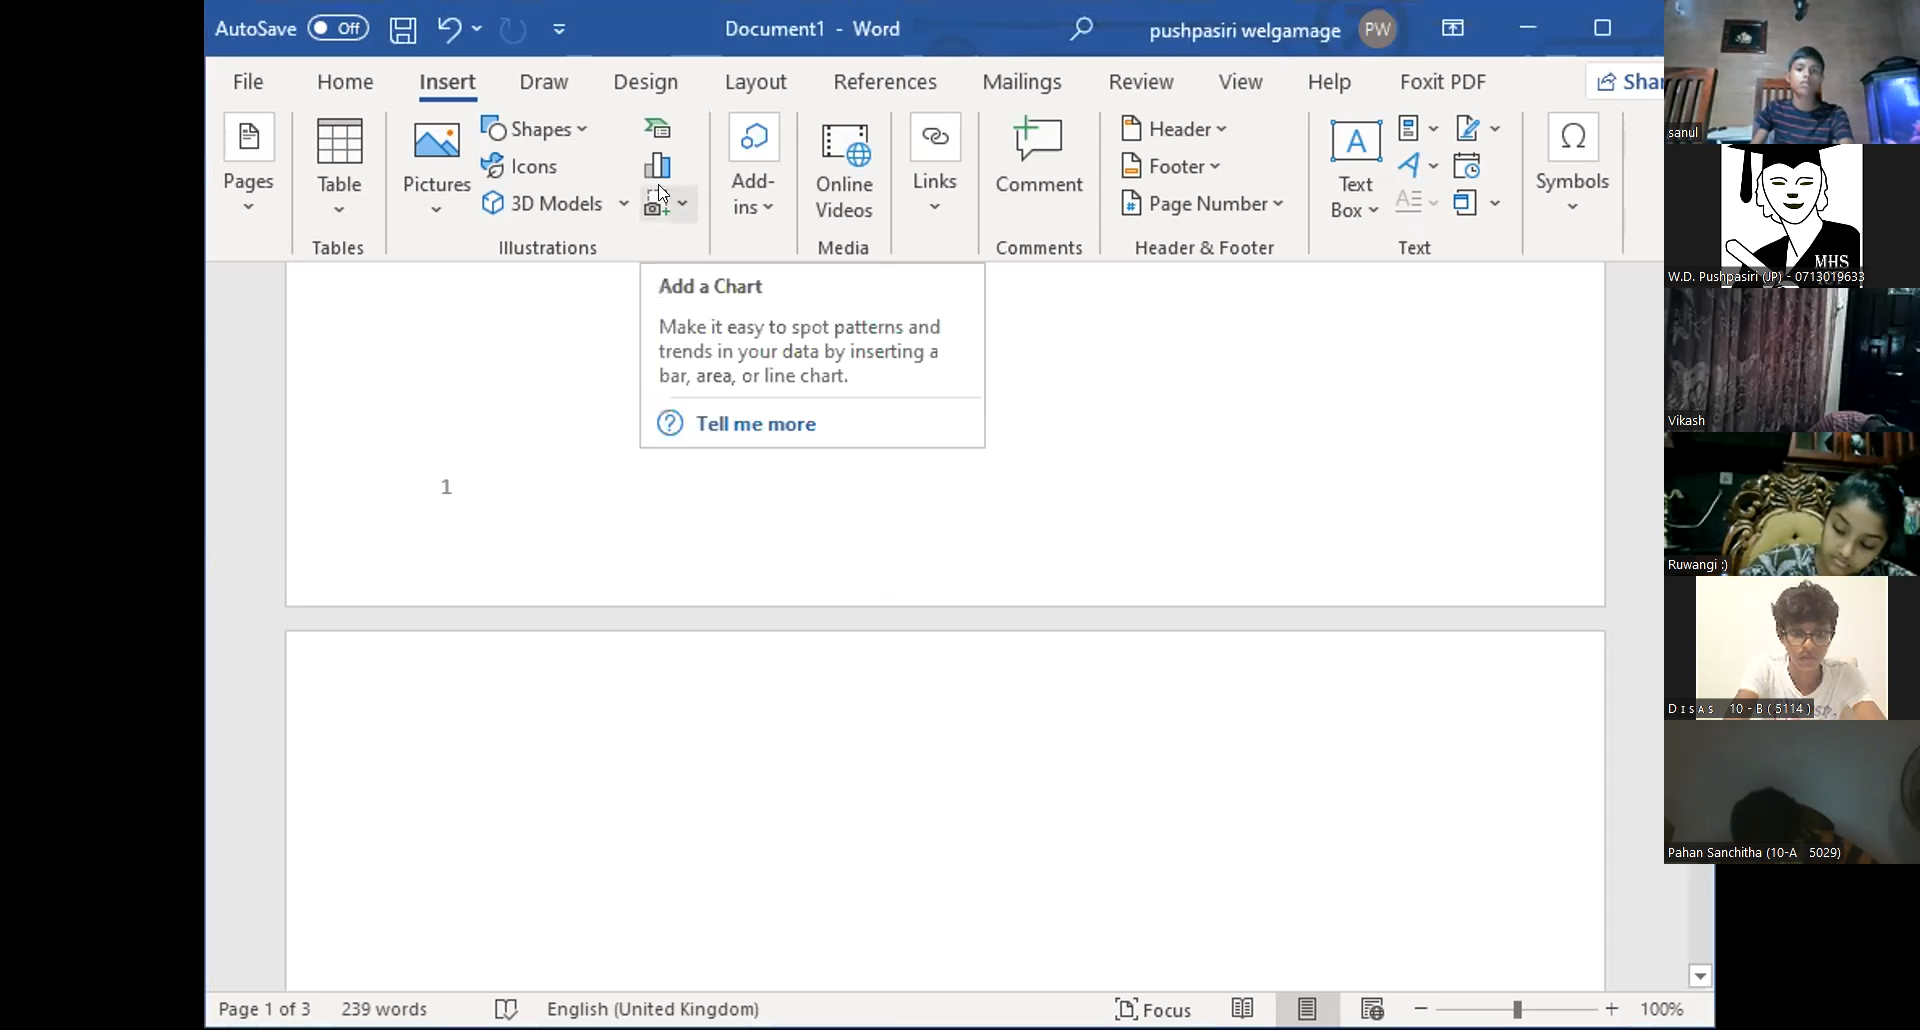 AutoSave Off Document1 - Word pushpasiri welgamage PW
File Home Insert Draw Design Layout References Mailings Review View Help Foxit PDF Shar
Pages
Table
Pictures
Shapes
Icons
3D Models
Add-
ins
Online
Videos
Links
Comment
Header
Footer
Page Number
Text
Box
Symbols
Tables Illustrations Media Comments Header & Footer Text
Add a Chart
Make it easy to spot patterns and
trends in your data by inserting a
bar, area, or line chart.
Tell me more
1
Page 1 of 3 239 words English (United Kingdom) Focus 100%
sanul
MHS
W.D. Pushpasiri (JP) - 0713019633
Vikash
Ruwangi :)
Dɪsᴀs 10 - B ( 5114 )
Pahan Sanchitha (10-A 5029)